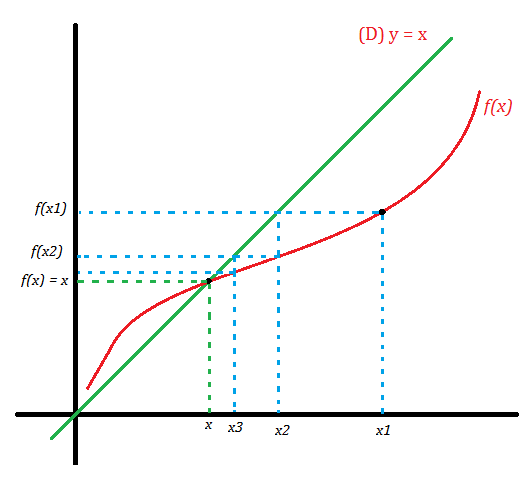 (D) y = x
f(x)
f(x1)
f(x2)
f(x) = x
x
x3
x2
x1